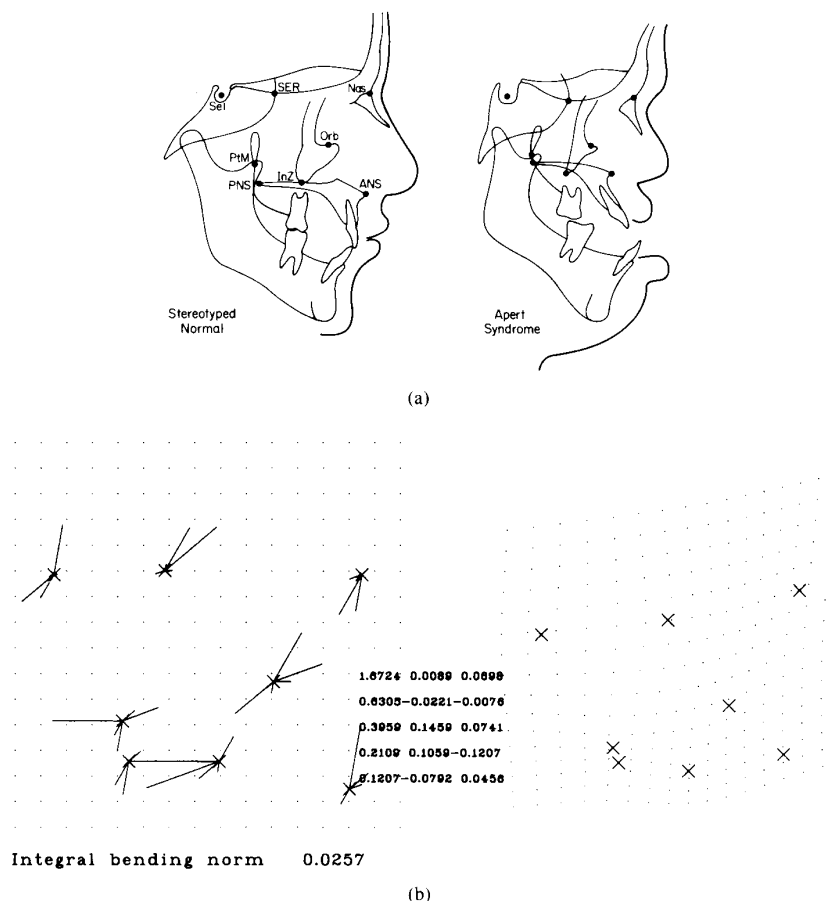 SER
Nas
Sel
Orb
PtM
InZ
PNS
ANS
Stereotyped
Normal
Apert
Syndrome
(a)
1.6724 0.0089 0.0698
0.6305-0.0221-0.0076
0.3959 0.1459 0.0741
0.2109 0.1059-0.1207
0.1207-0.0792 0.0456
Integral bending norm 0.0257
(b)